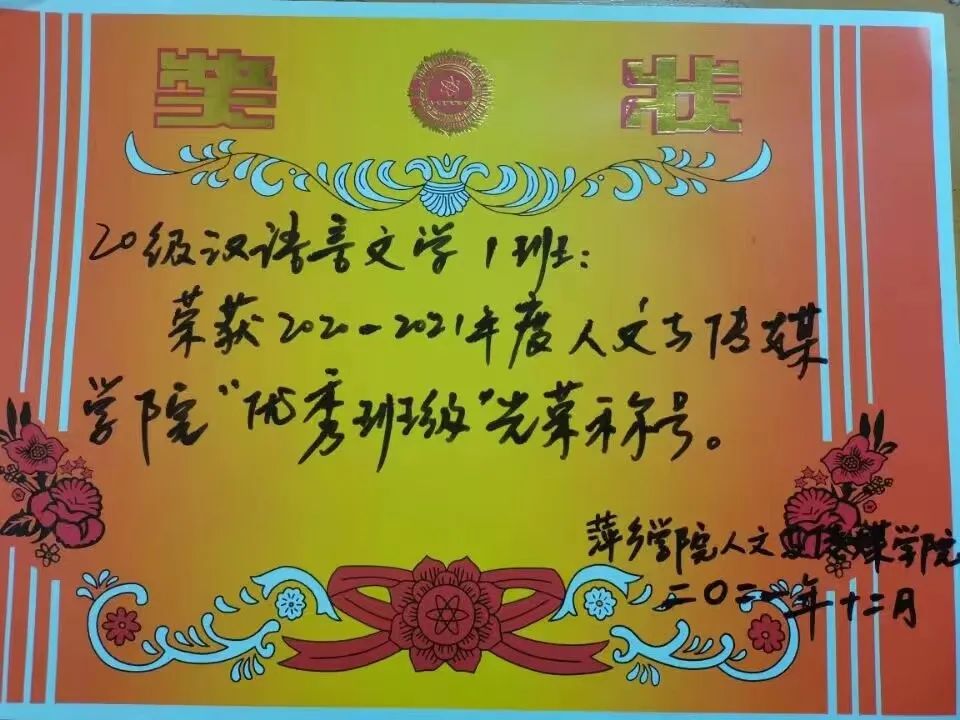 奖状
20级汉语言文学1班：
荣获2020-2021年度人文与传媒
学院“优秀班级”光荣称号。
萍乡学院人文与传媒学院
二〇二一年十二月